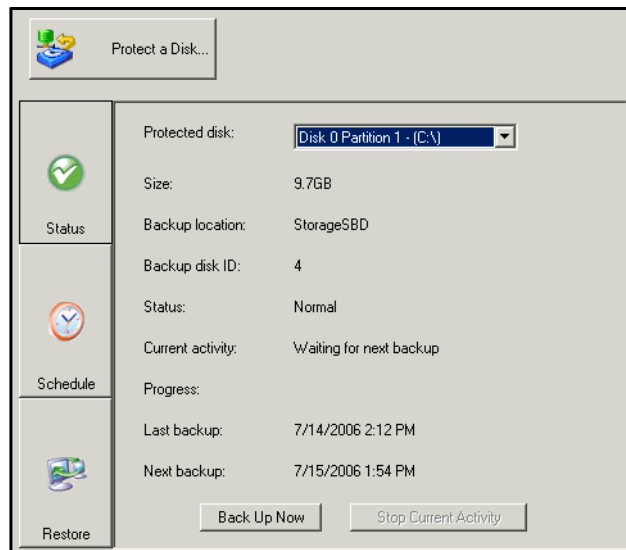 Protect a Disk...
Protected disk: Disk 0 Partition 1 - (C:\)
Size: 9.7GB
Status
Backup location: StorageSBD
Backup disk ID: 4
Status: Normal
Current activity: Waiting for next backup
Schedule
Progress:
Last backup: 7/14/2006 2:12 PM
Next backup: 7/15/2006 1:54 PM
Back Up Now Stop Current Activity
Restore